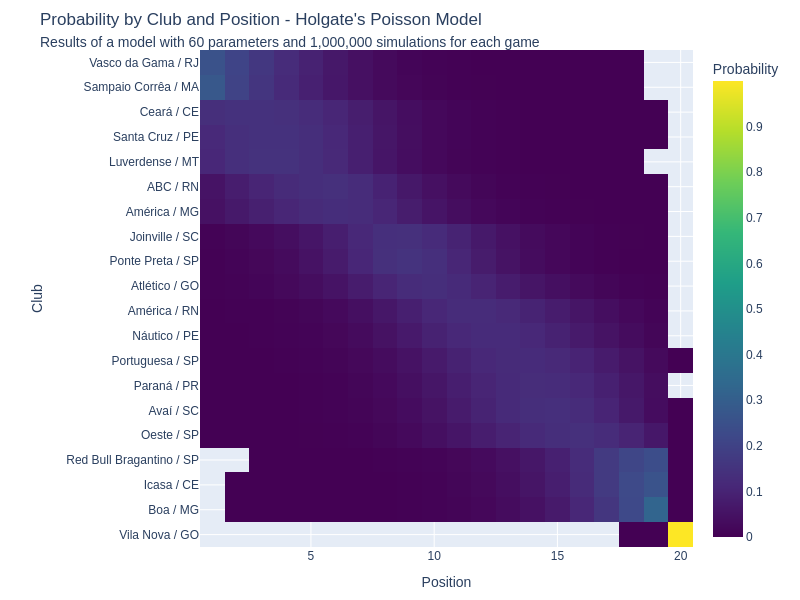 Probability by Club and Position - Holgate's Poisson Model
Results of a model with 60 parameters and 1,000,000 simulations for each game
Probability
Vasco da Gama / RJ
Sampaio Corrêa / MA
Ceará / CE
Santa Cruz / PE
Luverdense / MT
ABC / RN
América / MG
Joinville / SC
Ponte Preta / SP
Atlético / GO
América / RN
Náutico / PE
Portuguesa / SP
Paraná / PR
Avaí / SC
Oeste / SP
Red Bull Bragantino / SP
Icasa / CE
Boa / MG
Vila Nova / GO
Club
5
10
15
20
Position
0.9
0.8
0.7
0.6
0.5
0.4
0.3
0.2
0.1
0